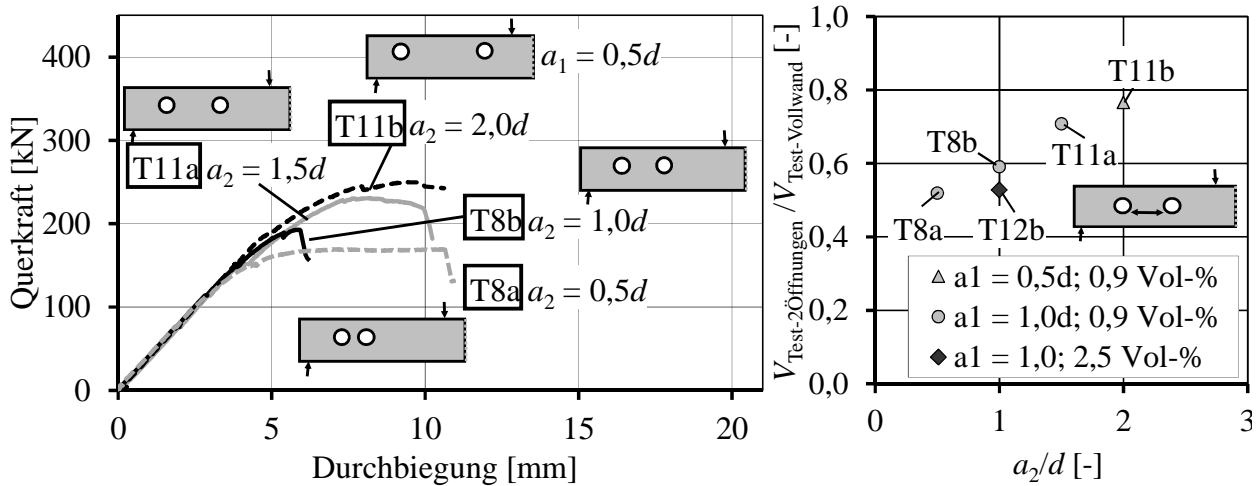 Querkraft [kN]
400
300
200
100
0
0
5
10
15
20
Durchbiegung [mm]
a₁ = 0,5d
T11b a₂ = 2,0d
T11a a₂ = 1,5d
T8b a₂ = 1,0d
T8a a₂ = 0,5d
V_Test-2Öffnungen / V_Test-Vollwand [-]
1,0
0,8
0,6
0,4
0,2
0,0
0
1
2
3
a₂/d [-]
T11b
T8b
T11a
T8a
T12b
a1 = 0,5d; 0,9 Vol-%
a1 = 1,0d; 0,9 Vol-%
a1 = 1,0; 2,5 Vol-%